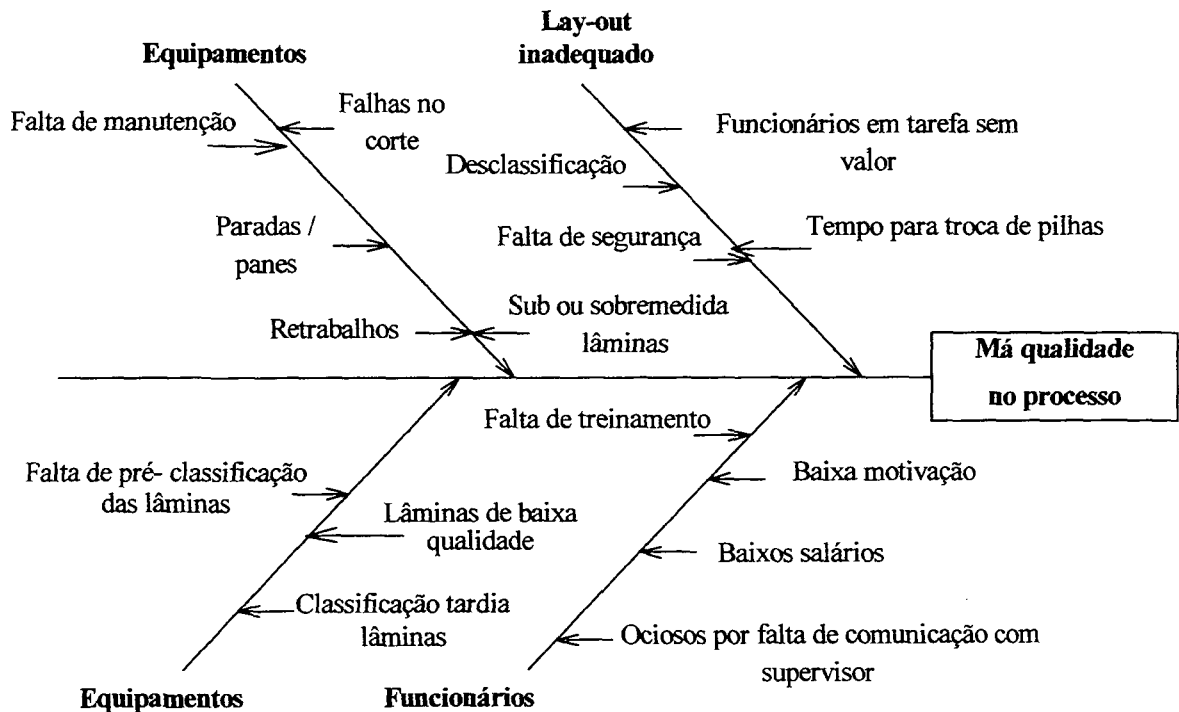 Lay-out
inadequado
Equipamentos
Falta de manutenção
Falhas no
corte
Funcionários em tarefa sem
valor
Desclassificação
Paradas /
panes
Falta de segurança
Tempo para troca de pilhas
Retrabalhos
Sub ou sobremedida
lâminas
Má qualidade
no processo
Falta de treinamento
Falta de pré- classificação
das lâminas
Baixa motivação
Lâminas de baixa
qualidade
Baixos salários
Classificação tardia
lâminas
Ociosos por falta de comunicação com
supervisor
Equipamentos
Funcionários